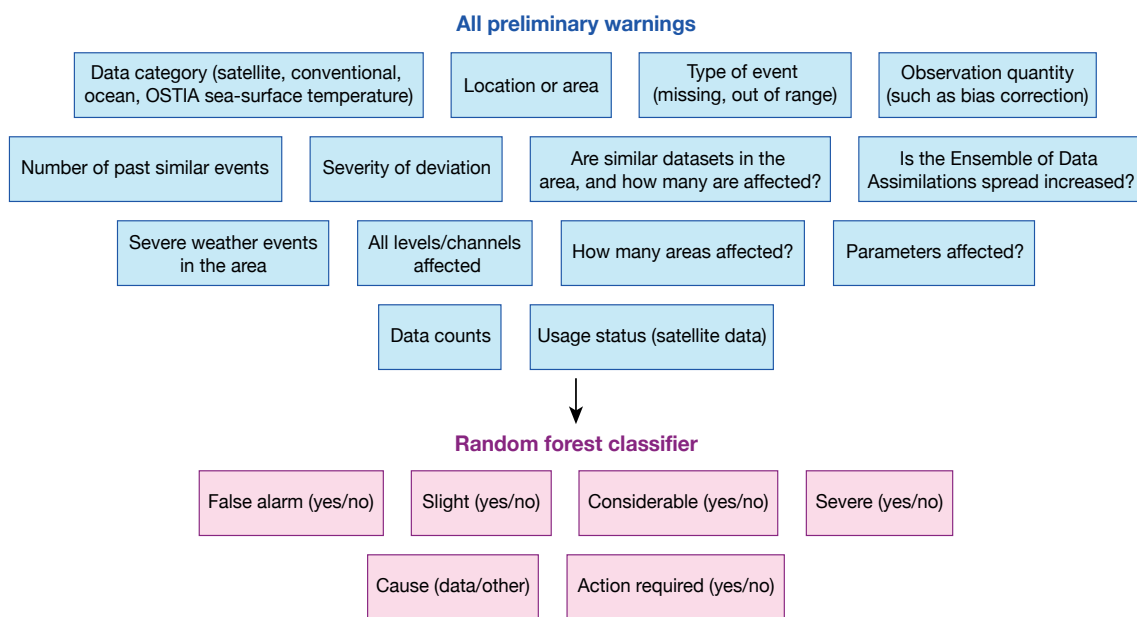 All preliminary warnings
Data category (satellite, conventional,
ocean, OSTIA sea-surface temperature)
Location or area
Type of event
(missing, out of range)
Observation quantity
(such as bias correction)
Number of past similar events
Severity of deviation
Are similar datasets in the
area, and how many are affected?
Is the Ensemble of Data
Assimilations spread increased?
Severe weather events
in the area
All levels/channels
affected
How many areas affected?
Parameters affected?
Data counts
Usage status (satellite data)
Random forest classifier
False alarm (yes/no)
Slight (yes/no)
Considerable (yes/no)
Severe (yes/no)
Cause (data/other)
Action required (yes/no)